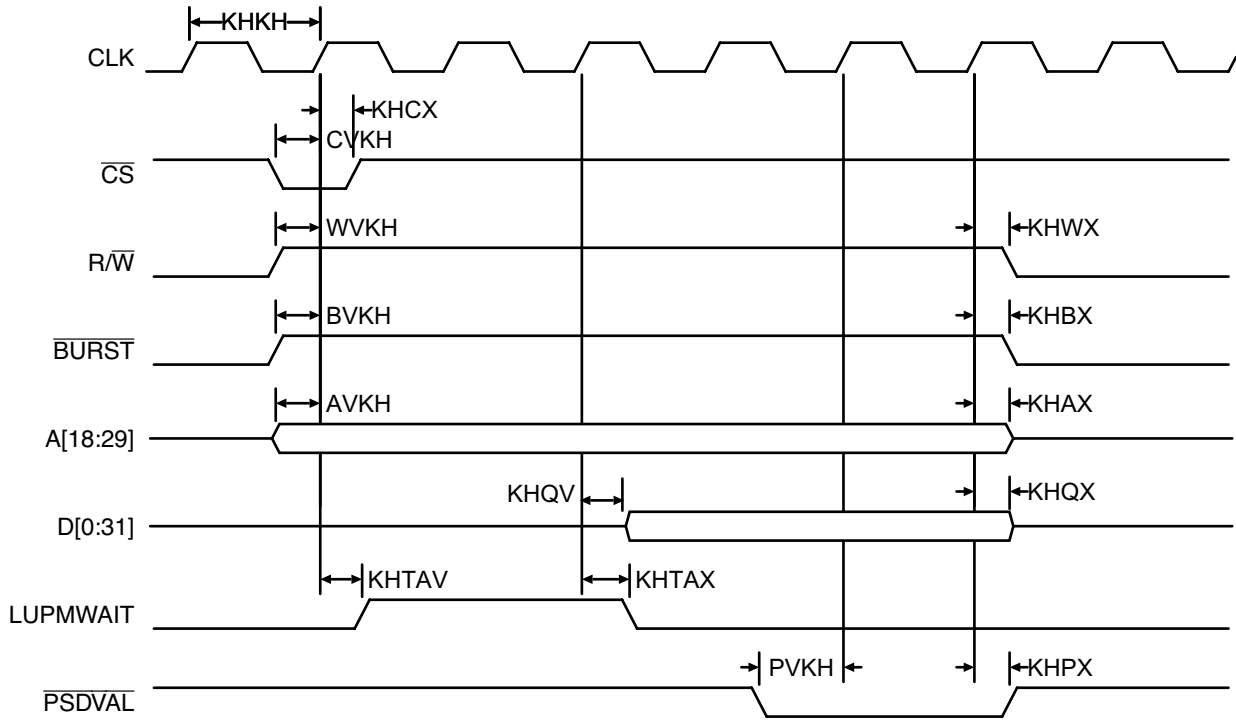 KHKH
CLK
KHCX
CVKH
CS
WVKH
KHWX
R/W
BVKH
KHBX
BURST
AVKH
KHAX
A[18:29]
KHQV
KHQX
D[0:31]
KHTAV
KHTAX
LUPMWAIT
PVKH
KHPX
PSDVAL